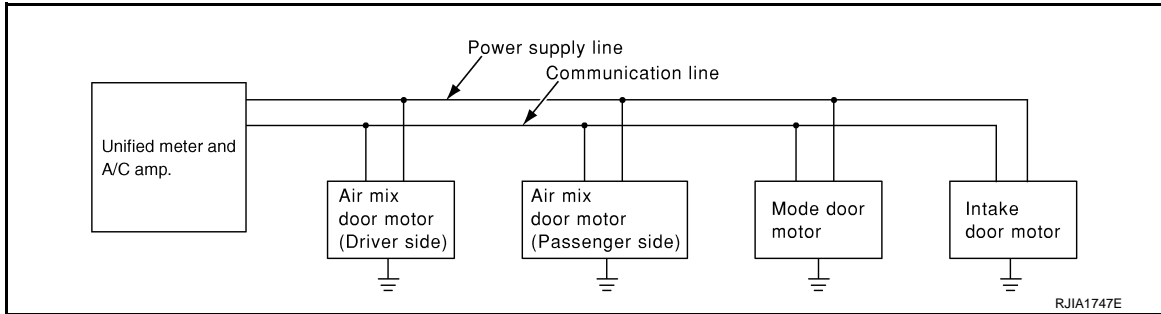 Power supply line
Communication line
Unified meter and
A/C amp.
Air mix
door motor
(Driver side)
Air mix
door motor
(Passenger side)
Mode door
motor
Intake
door motor
RJIA1747E